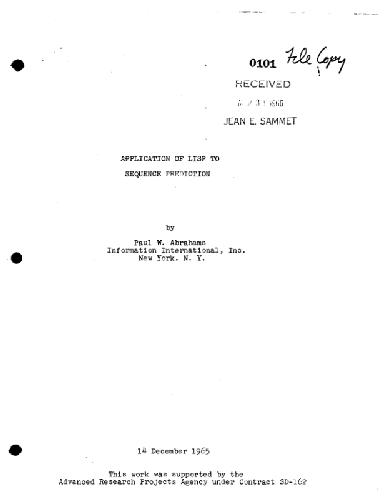 0101 File Copy
RECEIVED
1966
JEAN E. SAMMET
APPLICATION OF LISP TO
SEQUENCE PREDICTION
by
Paul W. Abrahams
Information International, Inc.
New York, N. Y.
14 December 1965
This work was supported by the
Advanced Research Projects Agency under Contract SD-162